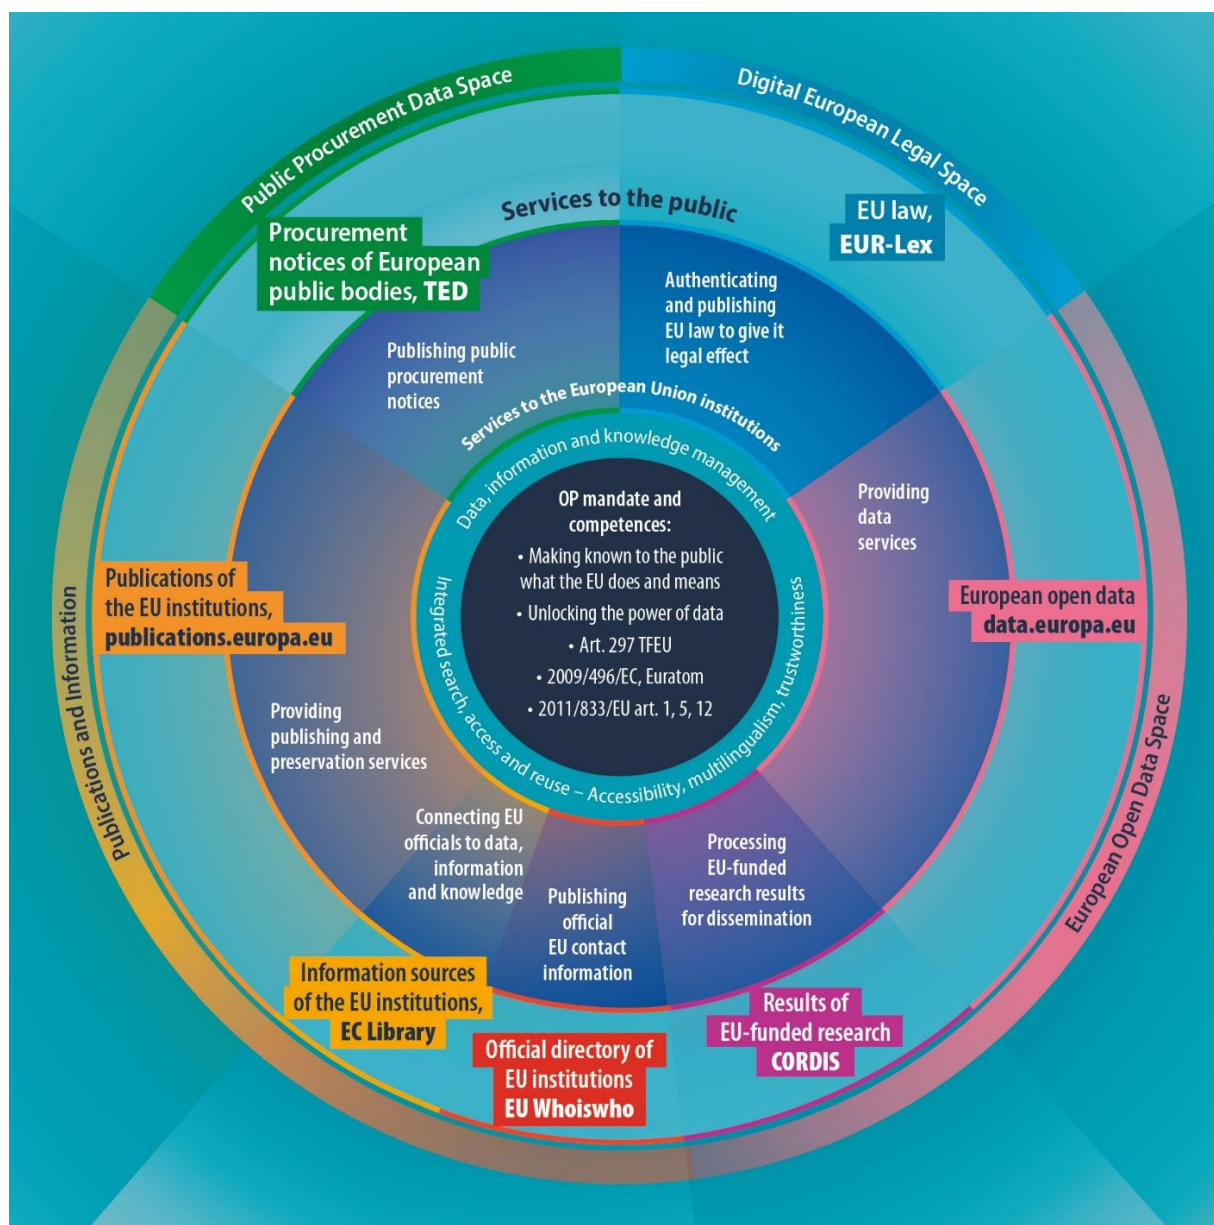 Public Procurement Data Space
Digital European Legal Space
Services to the public
Procurement
notices of European
public bodies, TED
EU law,
EUR-Lex
Authenticating
and publishing
EU law to give it
legal effect
Publishing public
procurement
notices
Services to the European Union institutions
Data, information and knowledge management
OP mandate and
competences:
• Making known to the public
what the EU does and means
• Unlocking the power of data
• Art. 297 TFEU
• 2009/496/EC, Euratom
• 2011/833/EU art. 1, 5, 12
Integrated search, access and reuse – Accessibility, multilingualism, trustworthiness
Providing
data
services
European open data
data.europa.eu
European Open Data Space
Publications of
the EU institutions,
publications.europa.eu
Publications and Information
Providing
publishing and
preservation services
Connecting EU
officials to data,
information
and knowledge
Publishing
official
EU contact
information
Processing
EU-funded
research results
for dissemination
Information sources
of the EU institutions,
EC Library
Official directory of
EU institutions
EU Whoiswho
Results of
EU-funded research
CORDIS